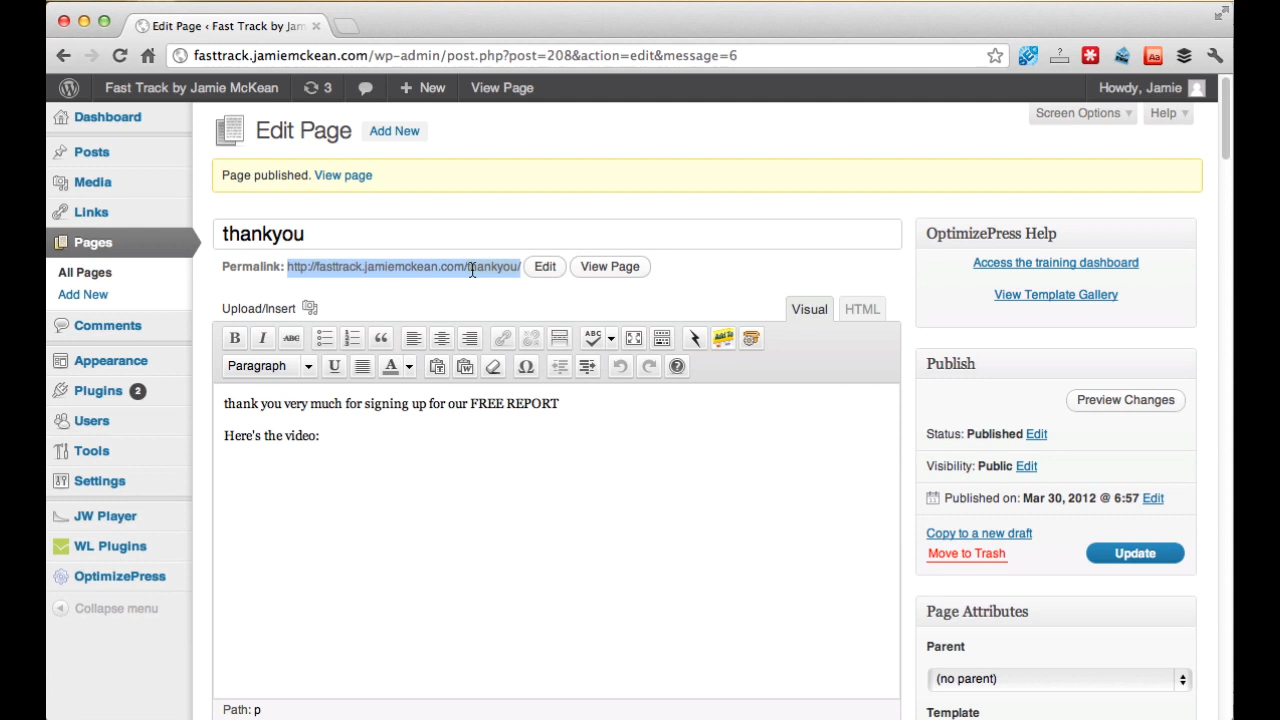 Edit Page ‹ Fast Track by Jam
fasttrack.jamiemckean.com/wp-admin/post.php?post=208&action=edit&message=6
Fast Track by Jamie McKean 3 New View Page Howdy, Jamie
Dashboard
Posts
Media
Links
Pages
All Pages
Add New
Comments
Appearance
Plugins 2
Users
Tools
Settings
JW Player
WL Plugins
OptimizePress
Collapse menu
Screen Options Help
Edit Page Add New
Page published. View page
thankyou
Permalink: http://fasttrack.jamiemckean.com/thankyou/ Edit View Page
Upload/Insert Visual HTML
B I ABC ABC
Paragraph U A Ω
thank you very much for signing up for our FREE REPORT
Here's the video:
Path: p
OptimizePress Help
Access the training dashboard
View Template Gallery
Publish
Preview Changes
Status: Published Edit
Visibility: Public Edit
Published on: Mar 30, 2012 @ 6:57 Edit
Copy to a new draft
Move to Trash Update
Page Attributes
Parent
(no parent)
Template